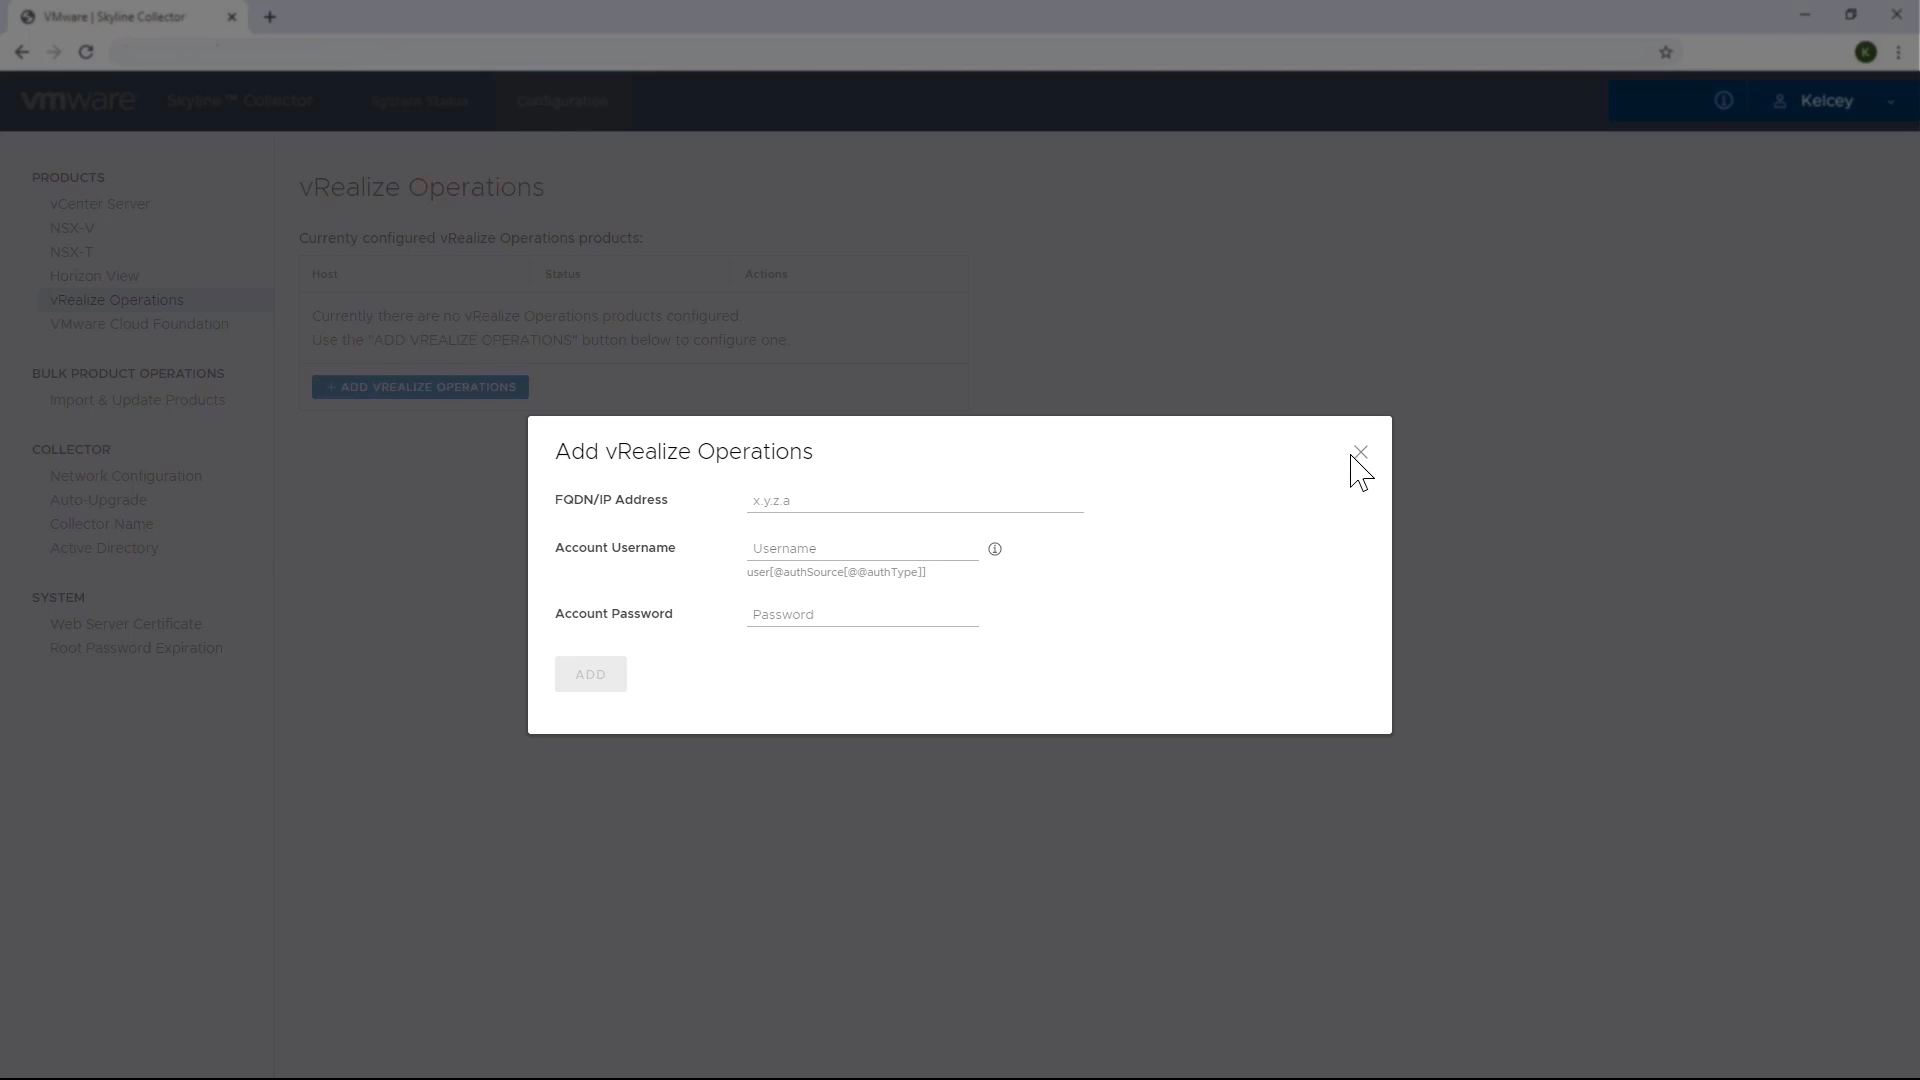 VMware | Skyline Collector
K
vmware Skyline™ Collector System Status Configuration Kelcey
PRODUCTS
vCenter Server
NSX-V
NSX-T
Horizon View
vRealize Operations
VMware Cloud Foundation
BULK PRODUCT OPERATIONS
Import & Update Products
COLLECTOR
Network Configuration
Auto-Upgrade
Collector Name
Active Directory
SYSTEM
Web Server Certificate
Root Password Expiration
vRealize Operations
Currenty configured vRealize Operations products:
Host Status Actions
Currently there are no vRealize Operations products configured.
Use the "ADD VREALIZE OPERATIONS" button below to configure one.
+ ADD VREALIZE OPERATIONS
Add vRealize Operations
FQDN/IP Address x.y.z.a
Account Username Username
user[@authSource[@@authType]]
Account Password Password
ADD